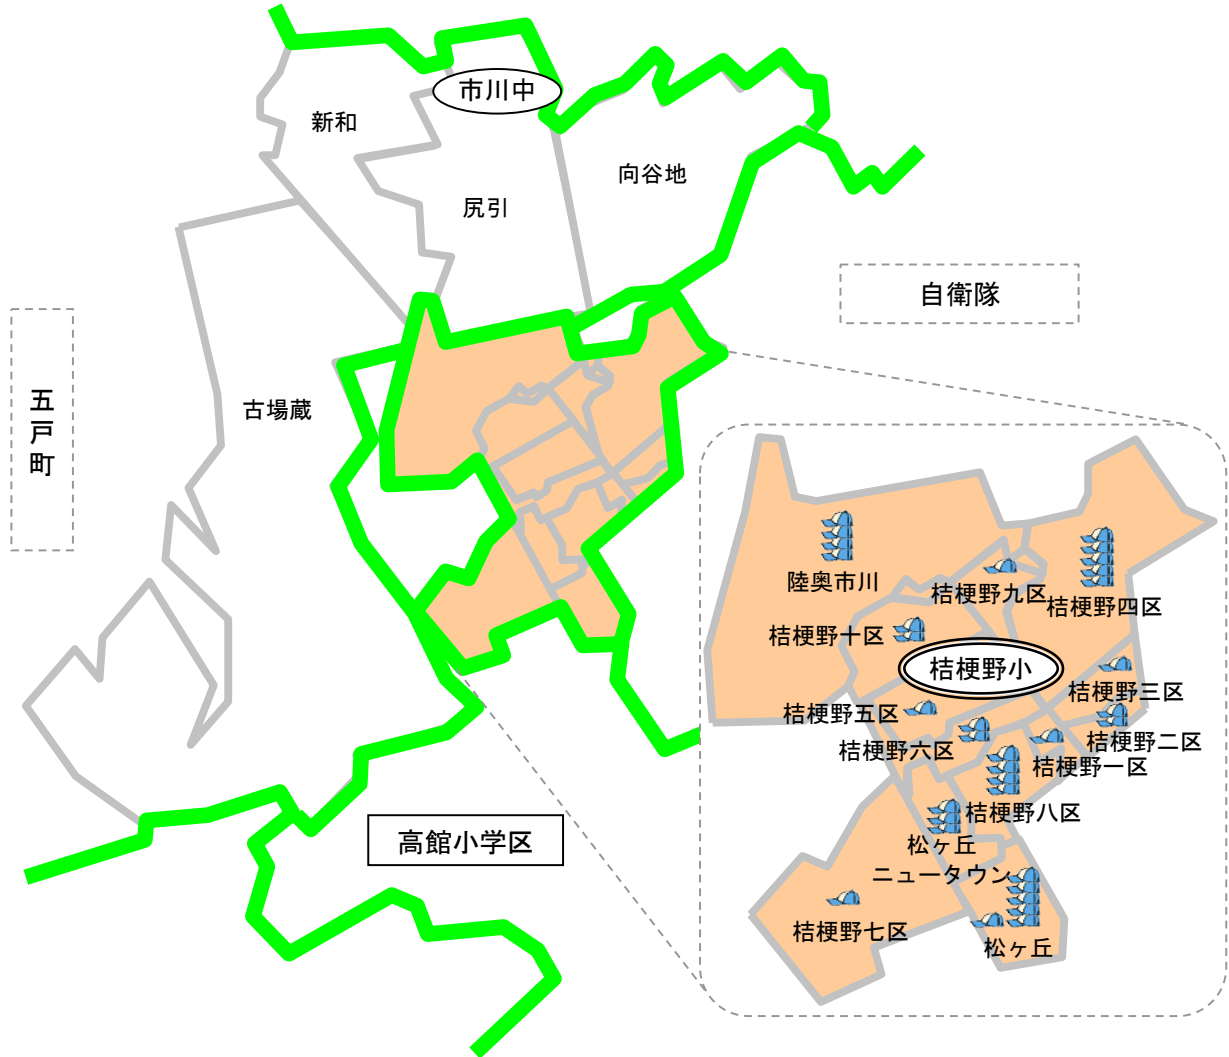 市川中
新和
向谷地
尻引
自衛隊
五戸町
古場蔵
陸奥市川
桔梗野九区
桔梗野四区
桔梗野十区
桔梗野小
桔梗野三区
桔梗野五区
桔梗野二区
桔梗野六区
桔梗野一区
桔梗野八区
高館小学区
松ヶ丘
ニュータウン
桔梗野七区
松ヶ丘